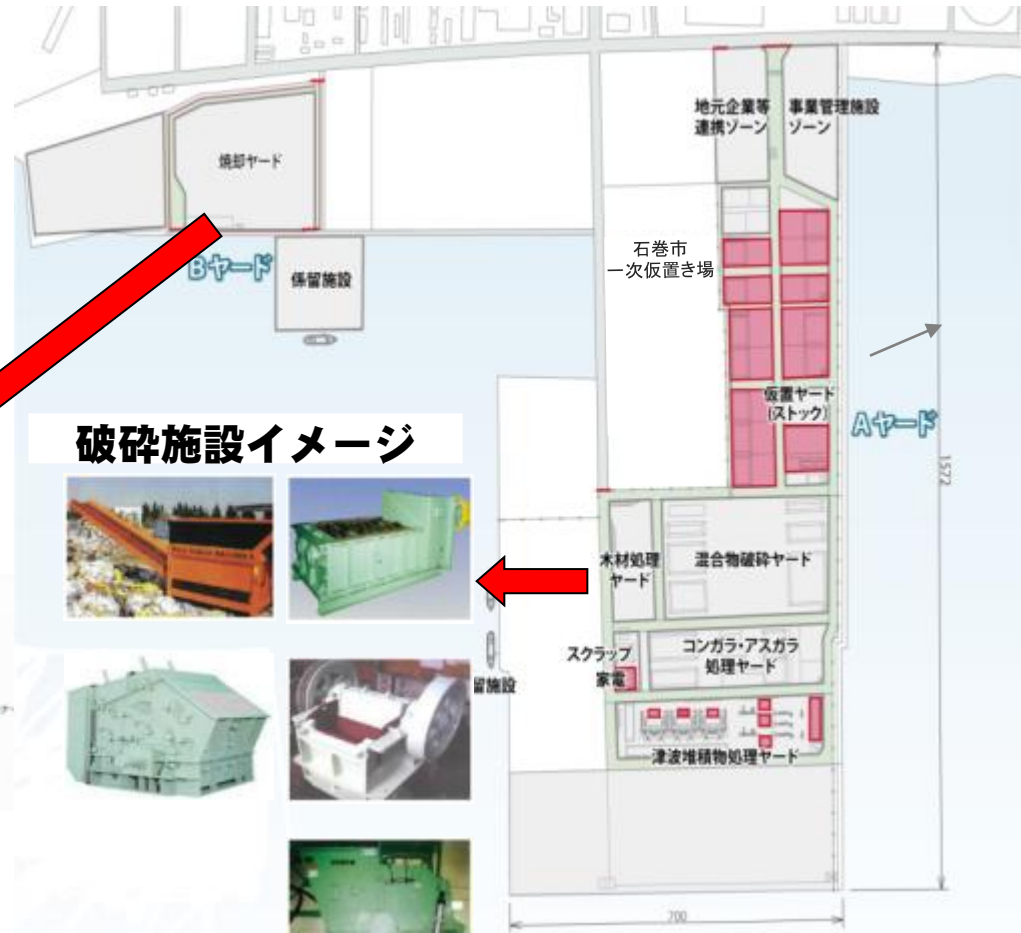 地元企業等
連携ゾーン
事業管理施設
ゾーン
焼却ヤード
Bヤード
係留施設
石巻市
一次仮置き場
仮置ヤード
(ストック)
Aヤード
1572
破砕施設イメージ
木材処理
ヤード
混合物破砕ヤード
スクラップ
家電
コンガラ・アスガラ
処理ヤード
留施設
津波堆積物処理ヤード
700